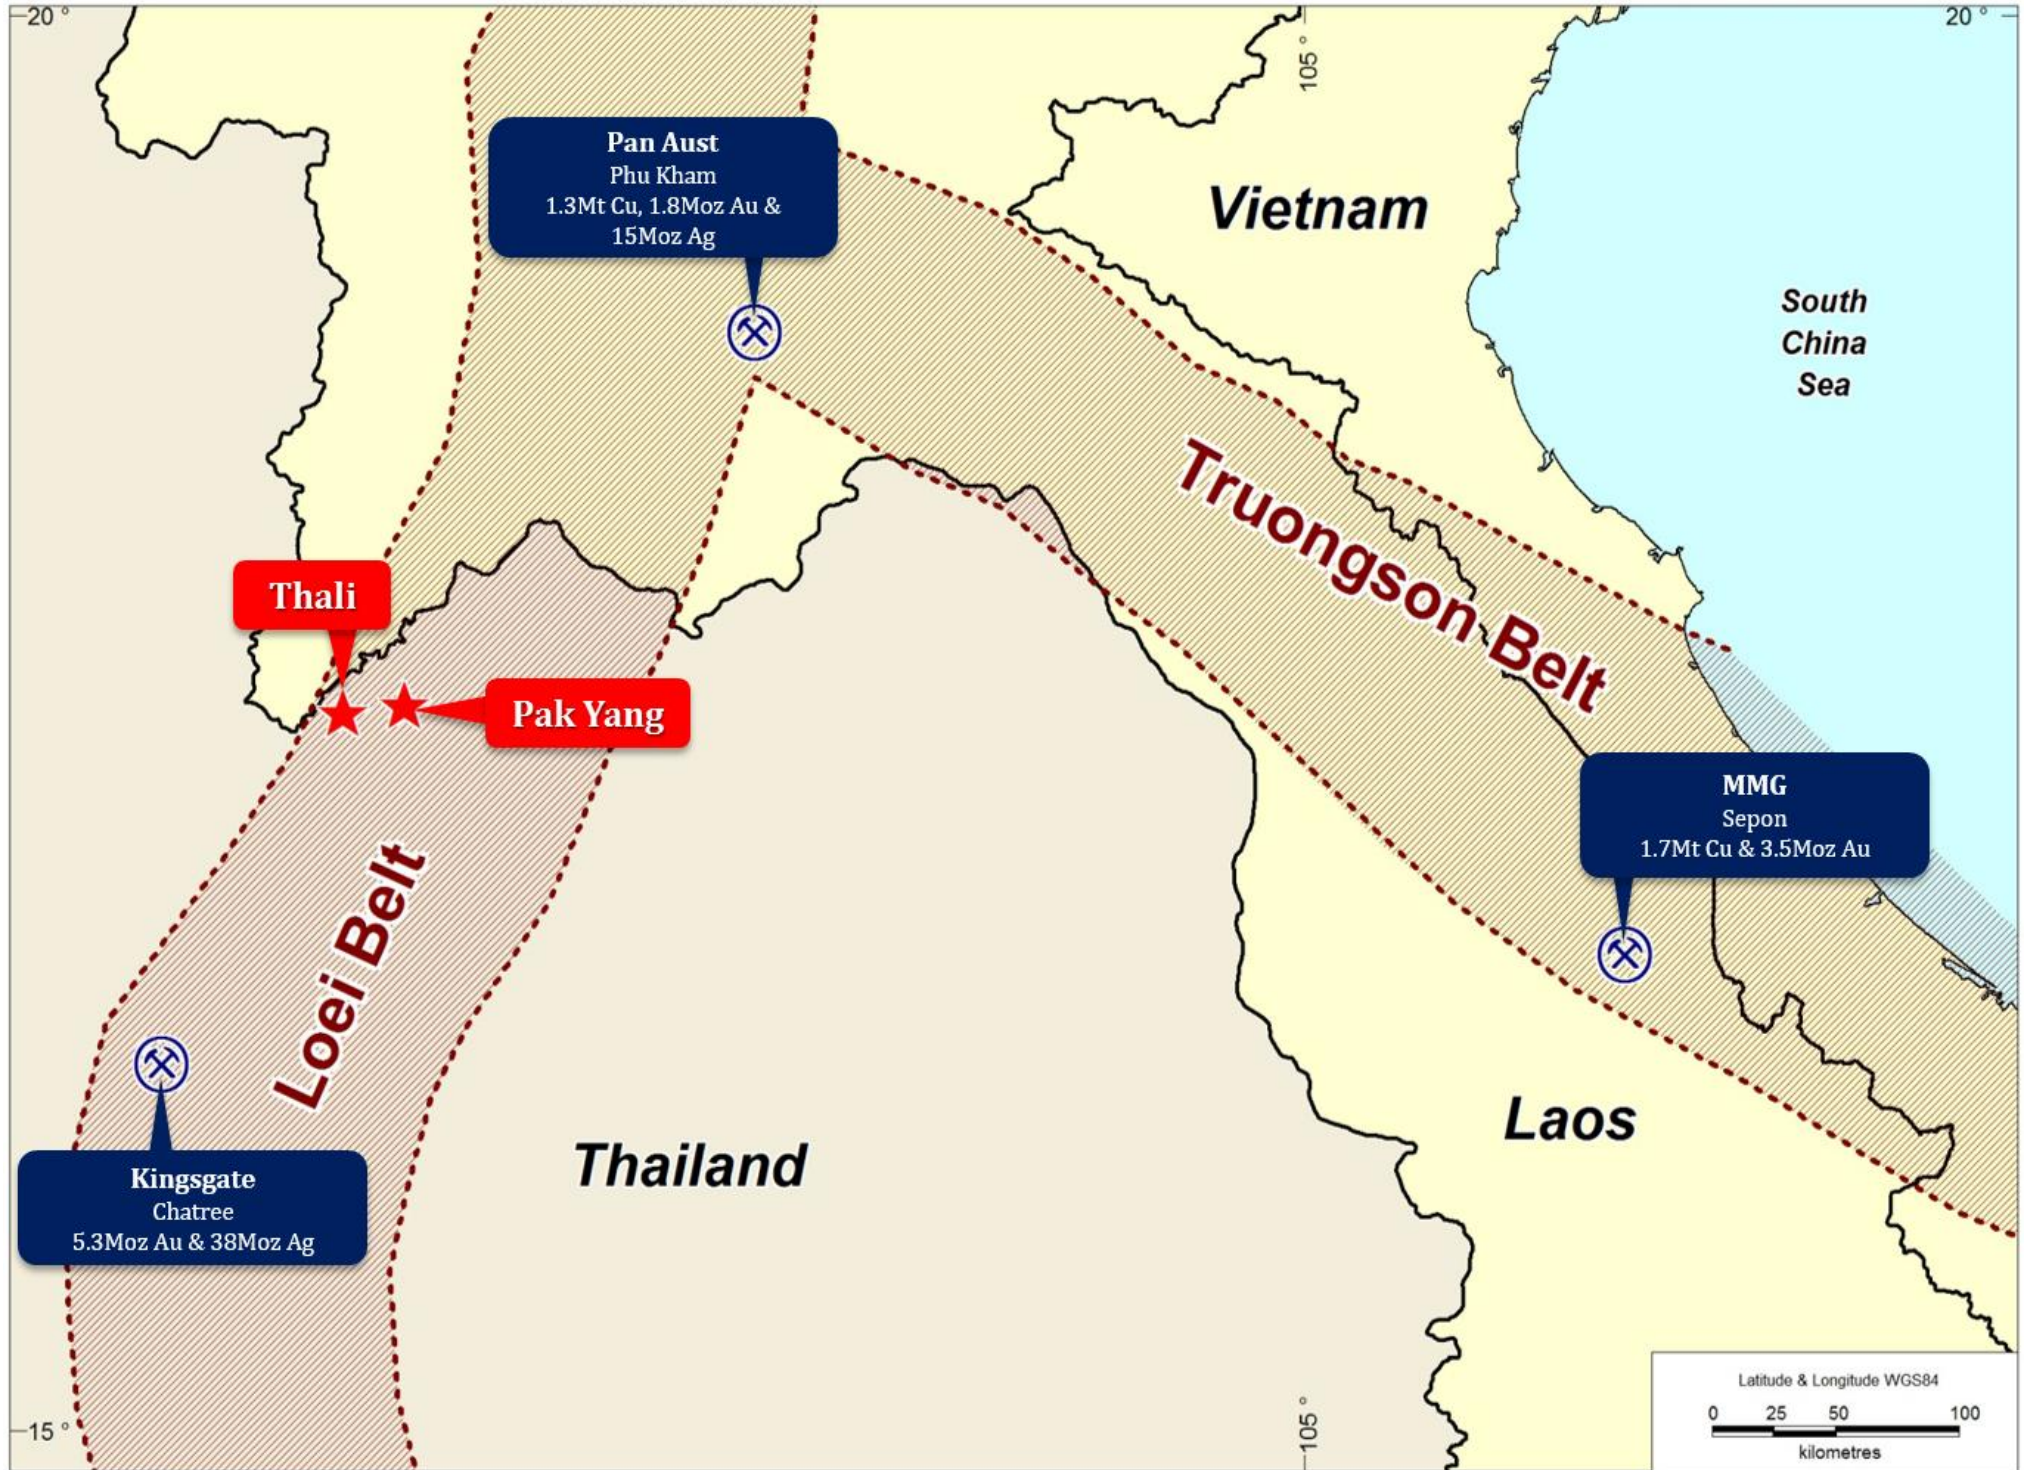 20 °
105 °
20 °
Pan Aust
Phu Kham
1.3Mt Cu, 1.8Moz Au &
15Moz Ag
Vietnam
South
China
Sea
Truongson Belt
Thali
Pak Yang
MMG
Sepon
1.7Mt Cu & 3.5Moz Au
Loei Belt
Kingsgate
Chatree
5.3Moz Au & 38Moz Ag
Thailand
Laos
15 °
105 °
Latitude & Longitude WGS84
0 25 50 100
kilometres